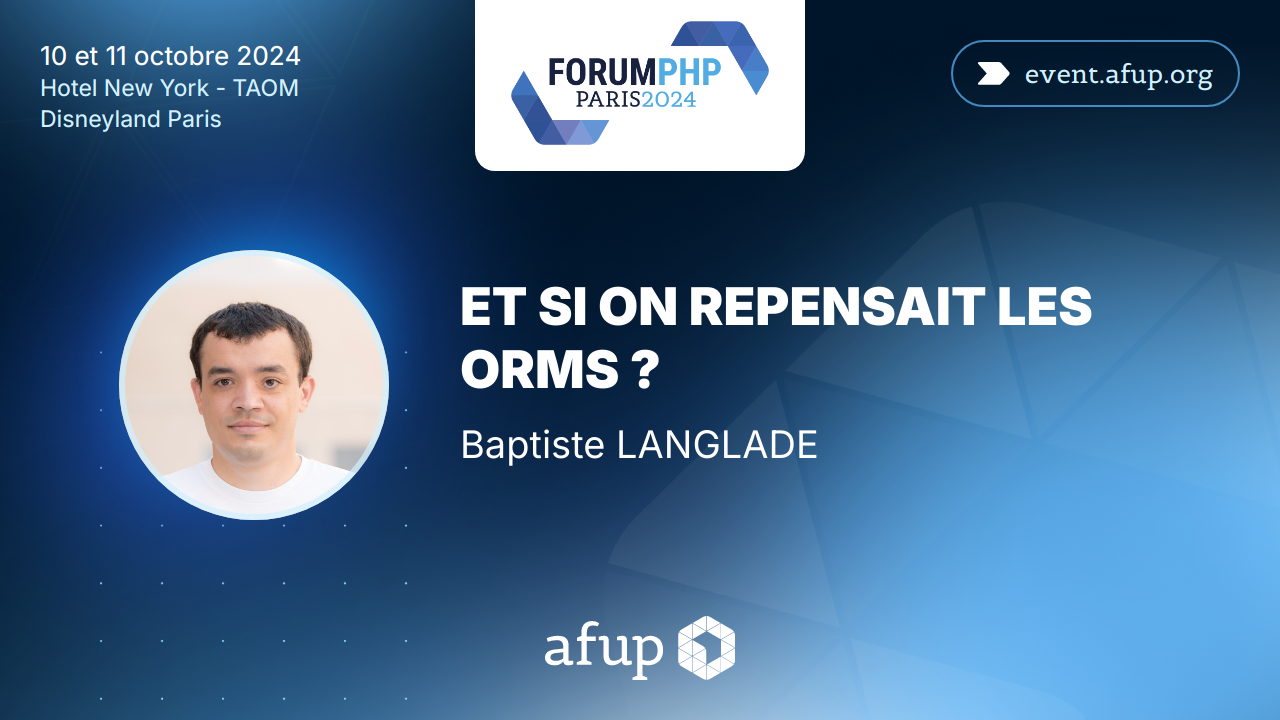 10 et 11 octobre 2024
Hotel New York - TAOM
Disneyland Paris
FORUMPHP
PARIS2024
event.afup.org
ET SI ON REPENSAIT LES
ORMS ?
Baptiste LANGLADE
afup